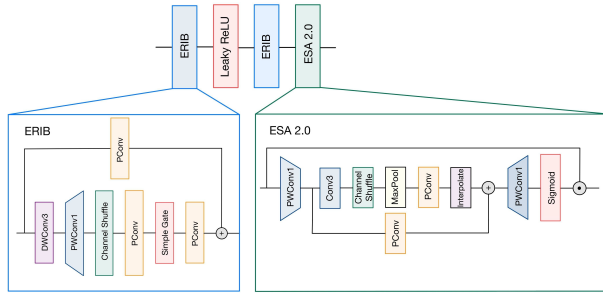 ERIB
Leaky ReLU
ERIB
ESA 2.0
ERIB
PConv
DWConv3
PWConv1
Channel Shuffle
PConv
Simple Gate
PConv
+
ESA 2.0
PWConv1
Conv3
Channel
Shuffle
MaxPool
PConv
Interpolate
+
PWConv1
Sigmoid
PConv